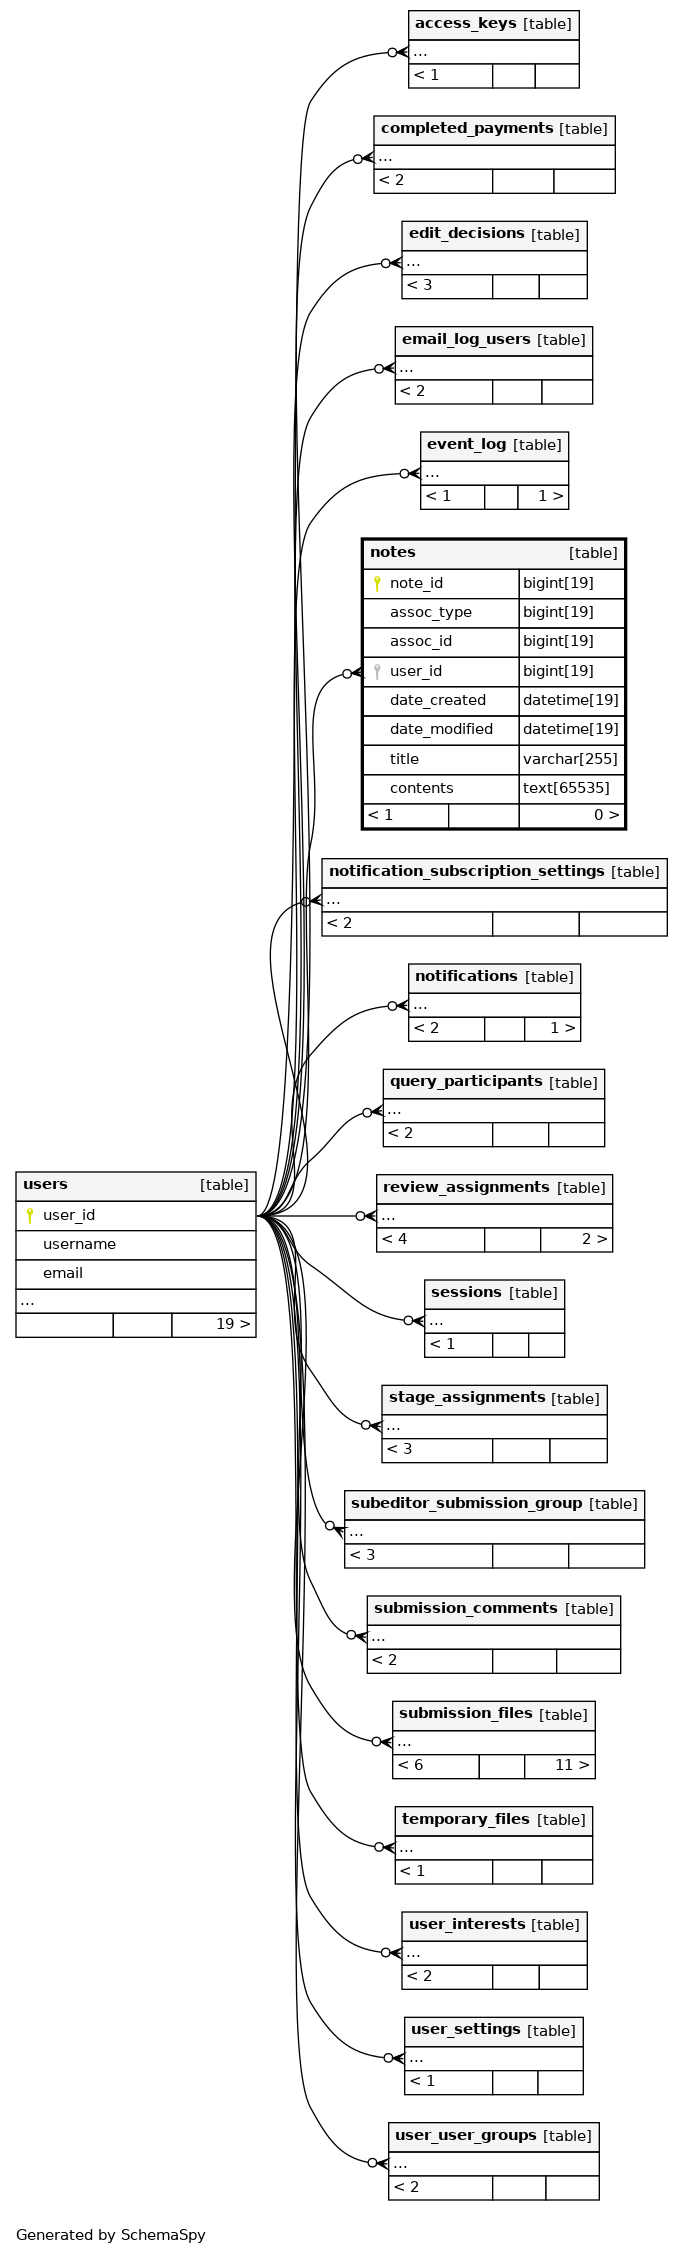 access_keys [table]
...
< 1
completed_payments [table]
...
< 2
edit_decisions [table]
...
< 3
email_log_users [table]
...
< 2
event_log [table]
...
< 1 1 >
notes [table]
note_id bigint[19]
assoc_type bigint[19]
assoc_id bigint[19]
user_id bigint[19]
date_created datetime[19]
date_modified datetime[19]
title varchar[255]
contents text[65535]
< 1 0 >
notification_subscription_settings [table]
...
< 2
notifications [table]
...
< 2 1 >
query_participants [table]
...
< 2
users [table]
user_id
username
email
...
19 >
review_assignments [table]
...
< 4 2 >
sessions [table]
...
< 1
stage_assignments [table]
...
< 3
subeditor_submission_group [table]
...
< 3
submission_comments [table]
...
< 2
submission_files [table]
...
< 6 11 >
temporary_files [table]
...
< 1
user_interests [table]
...
< 2
user_settings [table]
...
< 1
user_user_groups [table]
...
< 2
Generated by SchemaSpy